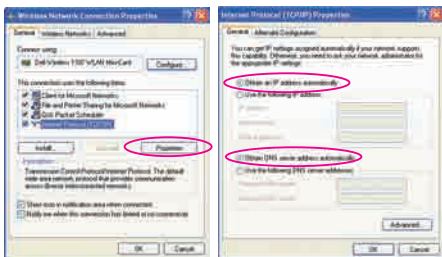 Wireless Network Connection Properties
General Wireless Networks Advanced
Connect using:
Dell Wireless 1500 WLAN MiniCard
Configure...
This connection uses the following items:
Client for Microsoft Networks
File and Printer Sharing for Microsoft Networks
QoS Packet Scheduler
Internet Protocol (TCP/IP)
Install...
Properties
Description
Transmission Control Protocol/Internet Protocol. The default
wide area network protocol that provides communication
across diverse interconnected networks.
Show icon in notification area when connected
Notify me when this connection has limited or no connectivity
OK Cancel
Internet Protocol (TCP/IP) Properties
General Alternate Configuration
You can get IP settings assigned automatically if your network supports
this capability. Otherwise, you need to ask your network administrator for
the appropriate IP settings.
Obtain an IP address automatically
Use the following IP address:
Obtain DNS server address automatically
Use the following DNS server addresses:
Advanced...
OK Cancel